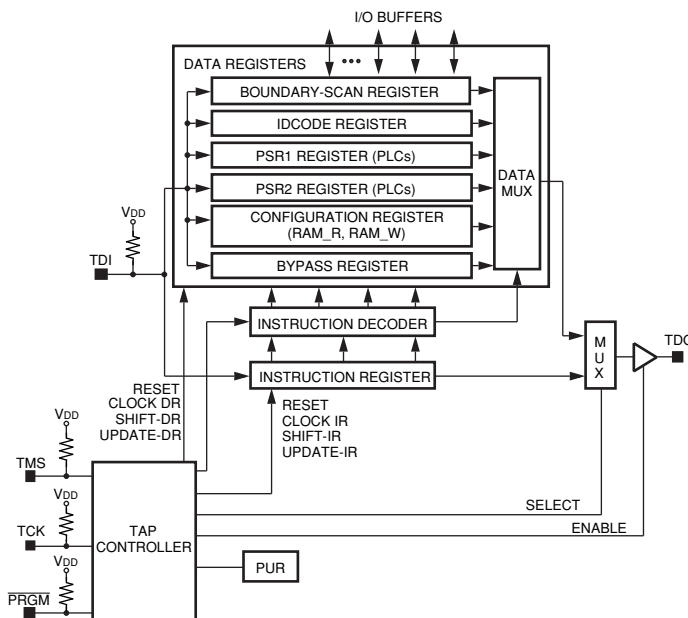 I/O BUFFERS
DATA REGISTERS
BOUNDARY-SCAN REGISTER
IDCODE REGISTER
PSR1 REGISTER (PLCs)
PSR2 REGISTER (PLCs)
CONFIGURATION REGISTER
(RAM_R, RAM_W)
BYPASS REGISTER
DATA
MUX
VDD
TDI
INSTRUCTION DECODER
INSTRUCTION REGISTER
M
U
X
TDO
RESET
CLOCK DR
SHIFT-DR
UPDATE-DR
RESET
CLOCK IR
SHIFT-IR
UPDATE-IR
VDD
TMS
VDD
TCK
VDD
PRGM
TAP
CONTROLLER
SELECT
ENABLE
PUR